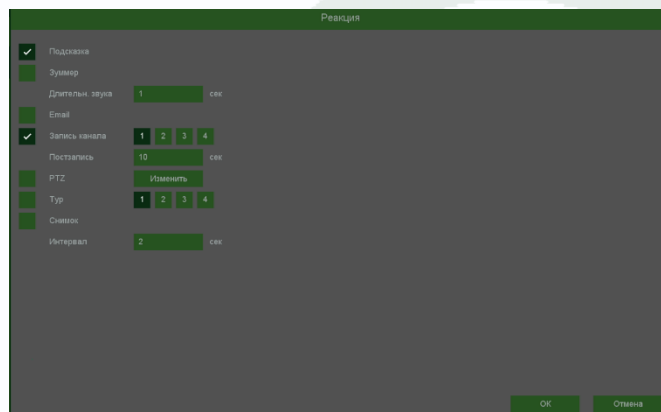 Реакция
Подсказка
Зуммер
Длительн. звука 1 сек
Email
Запись канала 1 2 3 4
Постзапись 10 сек
PTZ Изменить
Тур 1 2 3 4
Снимок
Интервал 2 сек
OK Отмена